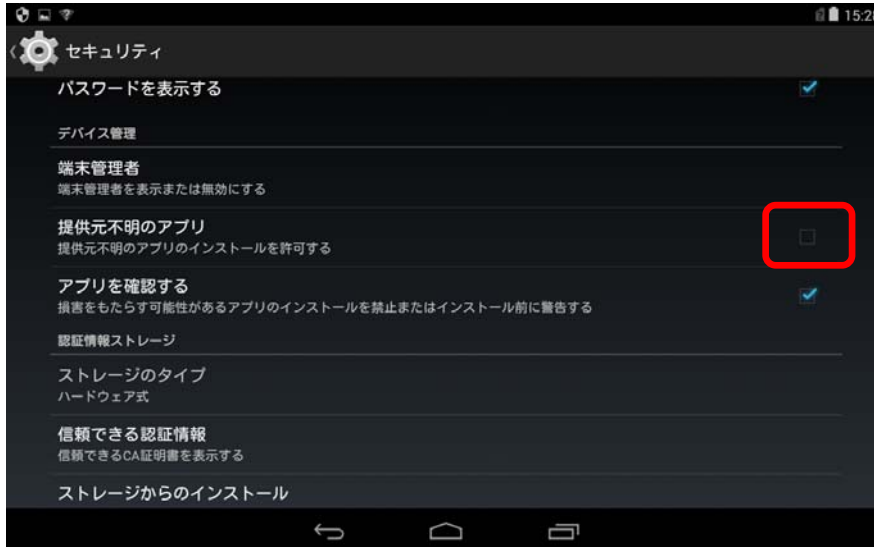 15:28
セキュリティ
パスワードを表示する
デバイス管理
端末管理者
端末管理者を表示または無効にする
提供元不明のアプリ
提供元不明のアプリのインストールを許可する
アプリを確認する
損害をもたらす可能性があるアプリのインストールを禁止またはインストール前に警告する
認証情報ストレージ
ストレージのタイプ
ハードウェア式
信頼できる認証情報
信頼できるCA証明書を表示する
ストレージからのインストール